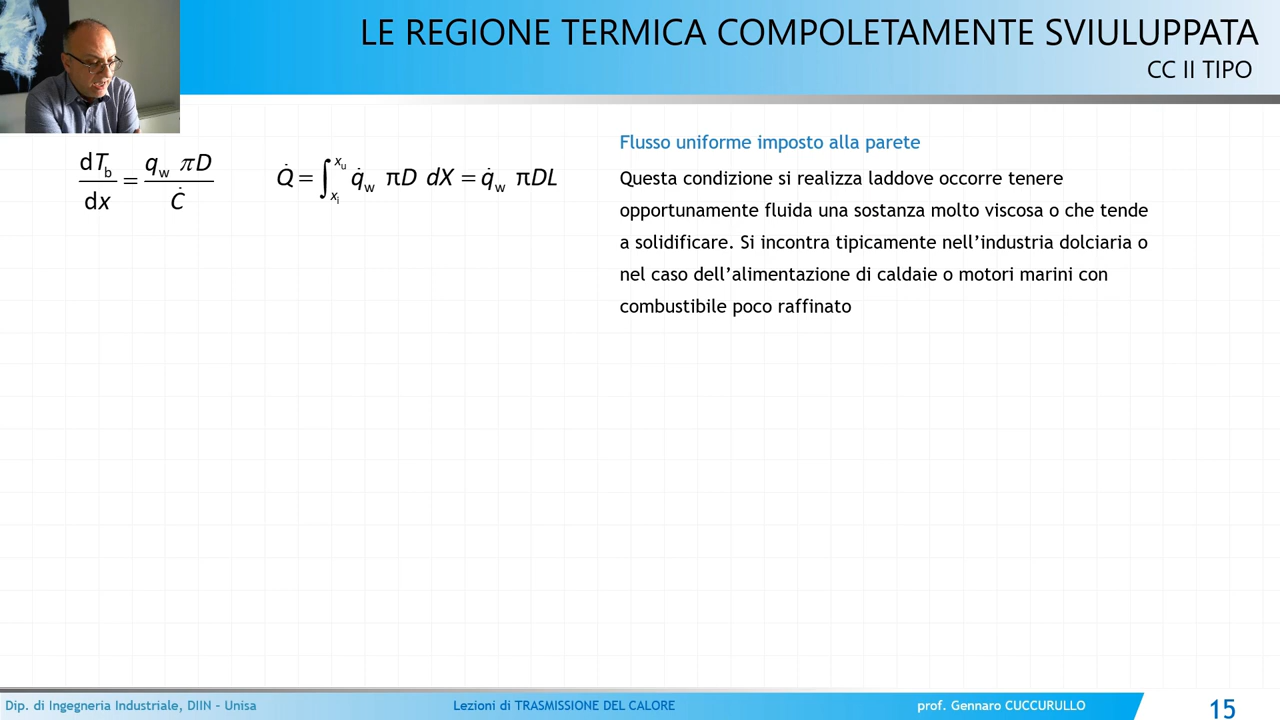 LE REGIONE TERMICA COMPOLETAMENTE SVIULUPPATA
CC II TIPO
dT_b/dx = q_w πD/Ċ
Q̇ = ∫_{x_i}^{x_u} q̇_w πD dX = q̇_w πDL
Flusso uniforme imposto alla parete
Questa condizione si realizza laddove occorre tenere
opportunamente fluida una sostanza molto viscosa o che tende
a solidificare. Si incontra tipicamente nell’industria dolciaria o
nel caso dell’alimentazione di caldaie o motori marini con
combustibile poco raffinato
Dip. di Ingegneria Industriale, DIIN – Unisa
Lezioni di TRASMISSIONE DEL CALORE
prof. Gennaro CUCCURULLO
15